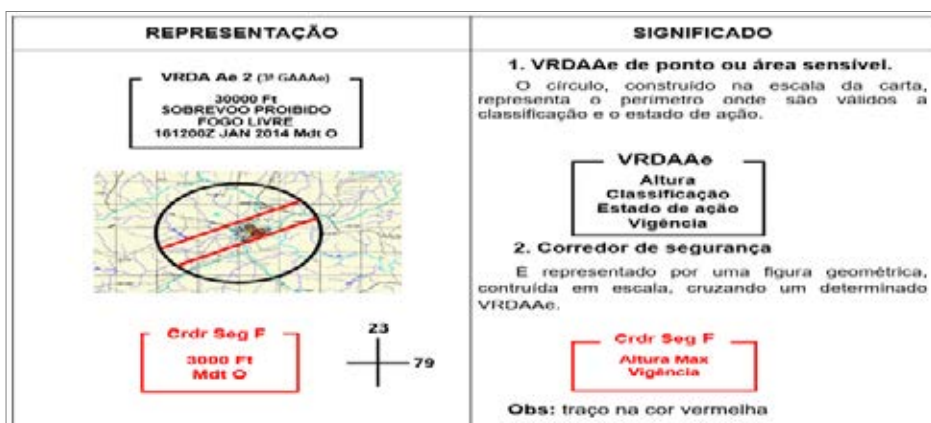 REPRESENTAÇÃO
VRDA Ae 2 (3º GAAAe)
30000 Ft
SOBREVOO PROIBIDO
FOGO LIVRE
161200Z JAN 2014 Mdt O
Crdr Seg F
3000 Ft
Mdt O
23
79
SIGNIFICADO
1. VRDAAe de ponto ou área sensível.
O círculo, construído na escala da carta,
representa o perímetro onde são válidos a
classificação e o estado de ação.
VRDAAe
Altura
Classificação
Estado de ação
Vigência
2. Corredor de segurança
E representado por uma figura geométrica,
contruída em escala, cruzando um determinado
VRDAAe.
Crdr Seg F
Altura Max
Vigência
Obs: traço na cor vermelha